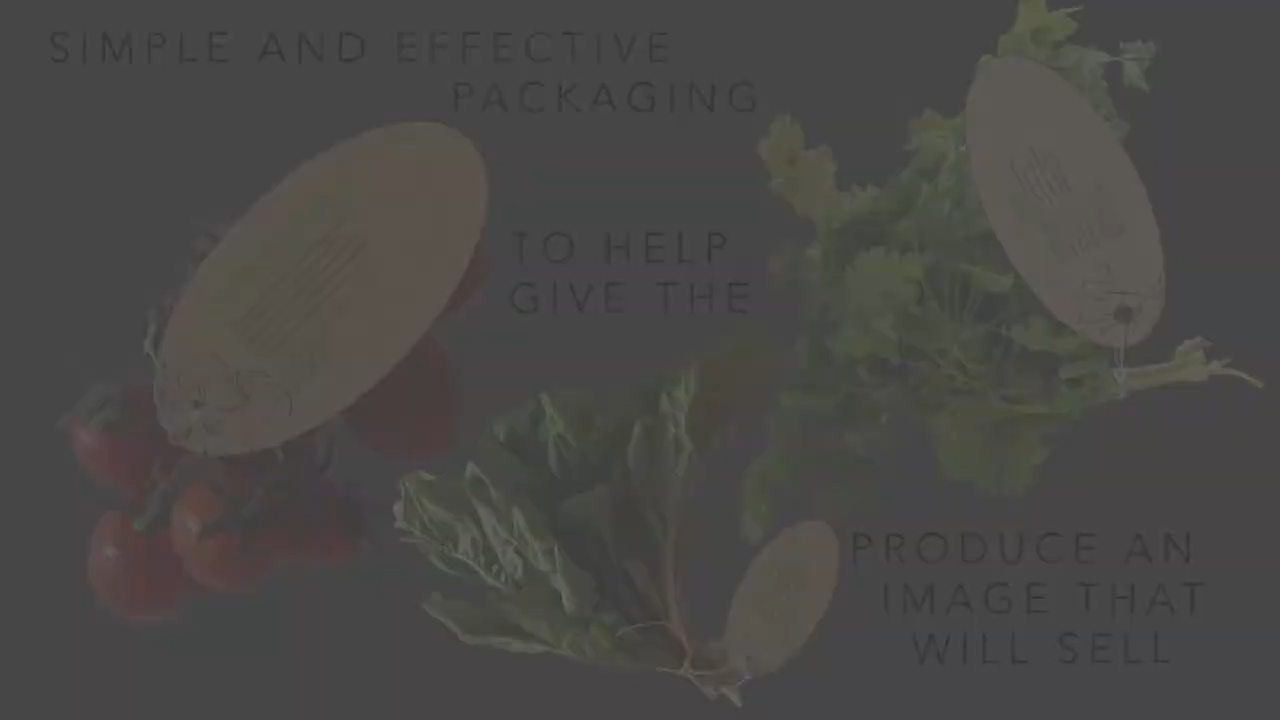 SIMPLE AND EFFECTIVE
PACKAGING
TO HELP
GIVE THE
PRODUCE AN
IMAGE THAT
WILL SELL